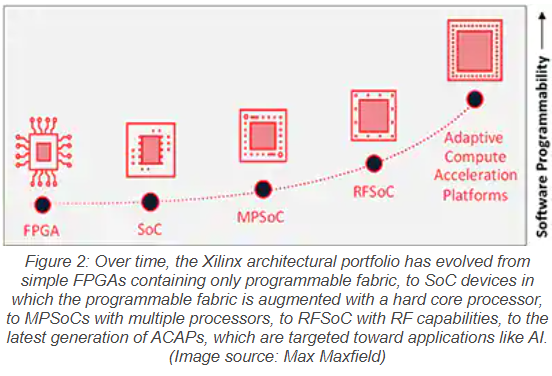 FPGA
SoC
MPSoC
RFSoC
Adaptive
Compute
Acceleration
Platforms
Software Programmability
Figure 2: Over time, the Xilinx architectural portfolio has evolved from
simple FPGAs containing only programmable fabric, to SoC devices in
which the programmable fabric is augmented with a hard core processor,
to MPSoCs with multiple processors, to RFSoC with RF capabilities, to the
latest generation of ACAPs, which are targeted toward applications like AI.
(Image source: Max Maxfield)